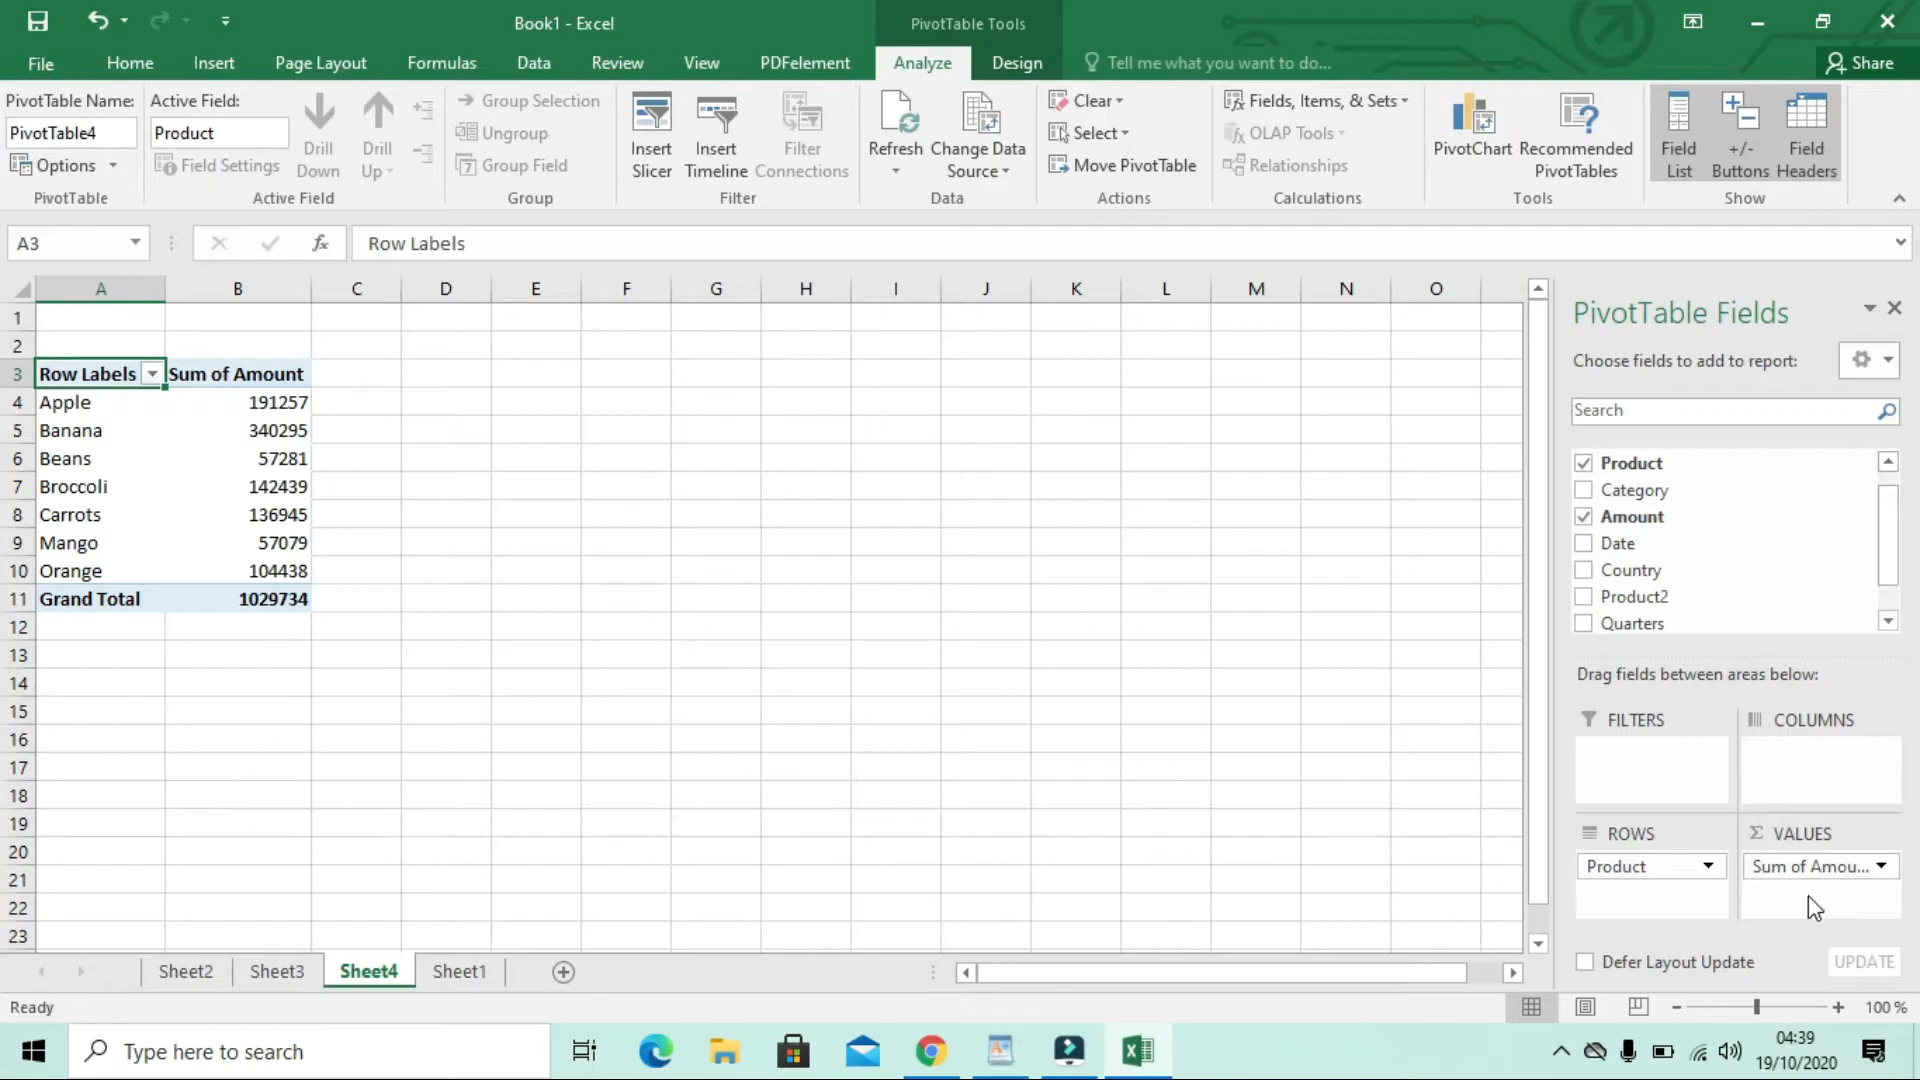 Book1 - Excel
PivotTable Tools
File Home Insert Page Layout Formulas Data Review View PDFelement Analyze Design Tell me what you want to do... Share
PivotTable Name:
PivotTable4
Options
PivotTable
Active Field:
Product
Field Settings
Drill Down
Drill Up
Active Field
Group Selection
Ungroup
Group Field
Group
Insert Slicer
Insert Timeline
Filter Connections
Filter
Refresh
Change Data Source
Data
Clear
Select
Move PivotTable
Actions
Fields, Items, & Sets
OLAP Tools
Relationships
Calculations
PivotChart
Recommended PivotTables
Tools
Field List
+/- Buttons
Field Headers
Show
A3 fx Row Labels
A B C D E F G H I J K L M N O
1
2
3 Row Labels Sum of Amount
4 Apple 191257
5 Banana 340295
6 Beans 57281
7 Broccoli 142439
8 Carrots 136945
9 Mango 57079
10 Orange 104438
11 Grand Total 1029734
12
13
14
15
16
17
18
19
20
21
22
23
PivotTable Fields
Choose fields to add to report:
Search
Product
Category
Amount
Date
Country
Product2
Quarters
Drag fields between areas below:
FILTERS COLUMNS
ROWS Σ VALUES
Product Sum of Amou...
Defer Layout Update UPDATE
Sheet2 Sheet3 Sheet4 Sheet1
Ready 100 %
Type here to search
04:39
19/10/2020